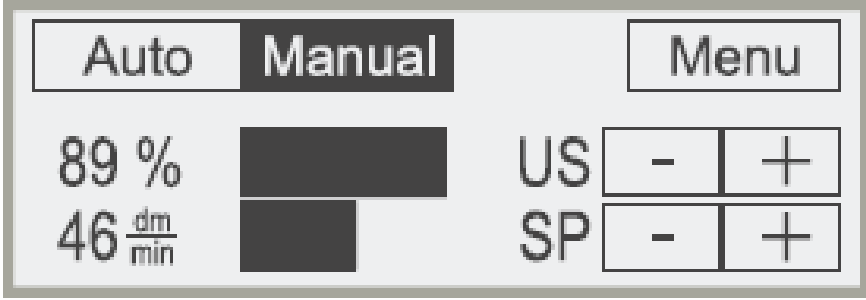 Auto Manual Menu
89 % US - +
46 dm/min SP - +